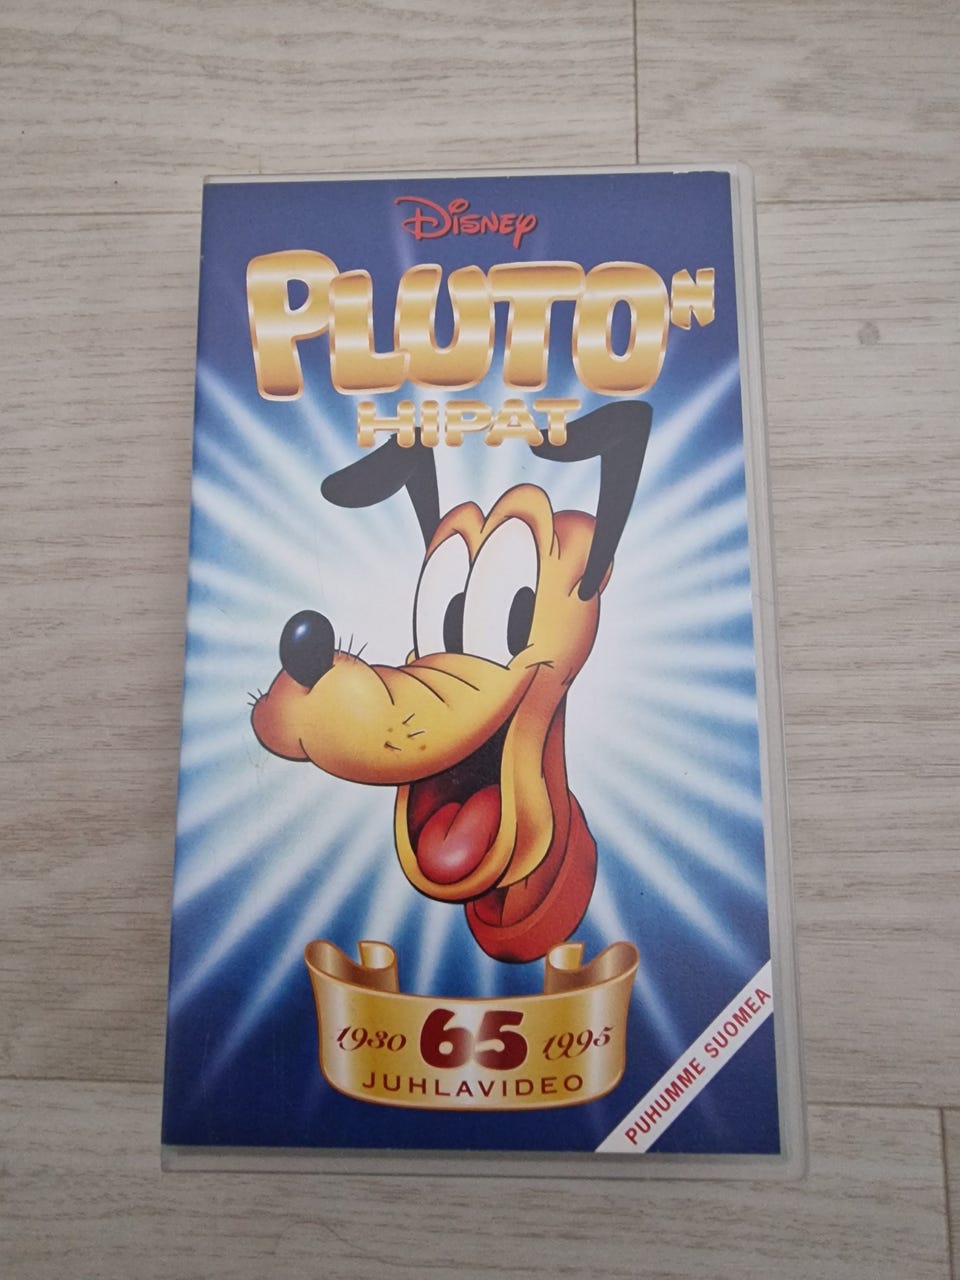 Disney
PLUTON
HIPAT
1930 65 1995
JUHLAVIDEO
PUHUMME SUOMEA